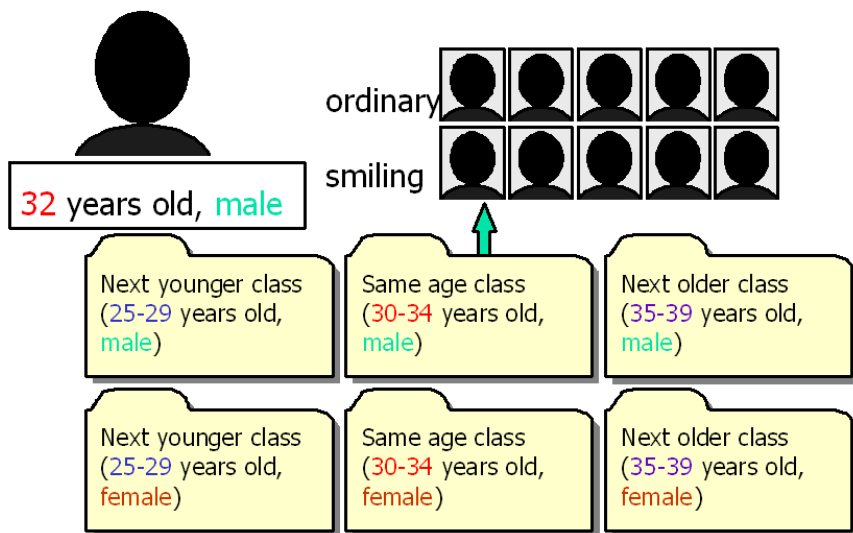 ordinary
smiling
32 years old, male
Next younger class
(25-29 years old,
male)
Same age class
(30-34 years old,
male)
Next older class
(35-39 years old,
male)
Next younger class
(25-29 years old,
female)
Same age class
(30-34 years old,
female)
Next older class
(35-39 years old,
female)